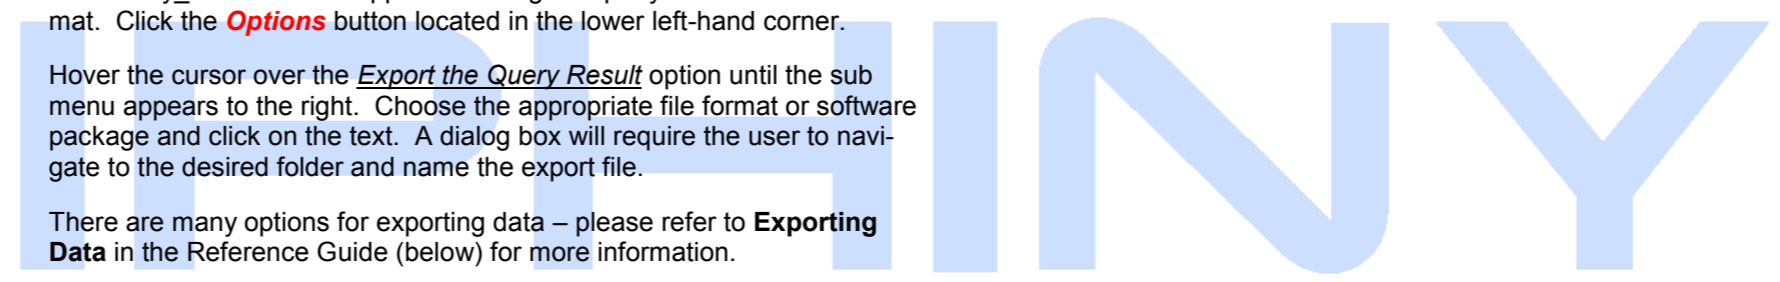 mat.  Click the Options button located in the lower left-hand corner.
Hover the cursor over the Export the Query Result option until the sub
menu appears to the right.  Choose the appropriate file format or software
package and click on the text.  A dialog box will require the user to navi-
gate to the desired folder and name the export file.
There are many options for exporting data – please refer to Exporting
Data in the Reference Guide (below) for more information.
IPHINY